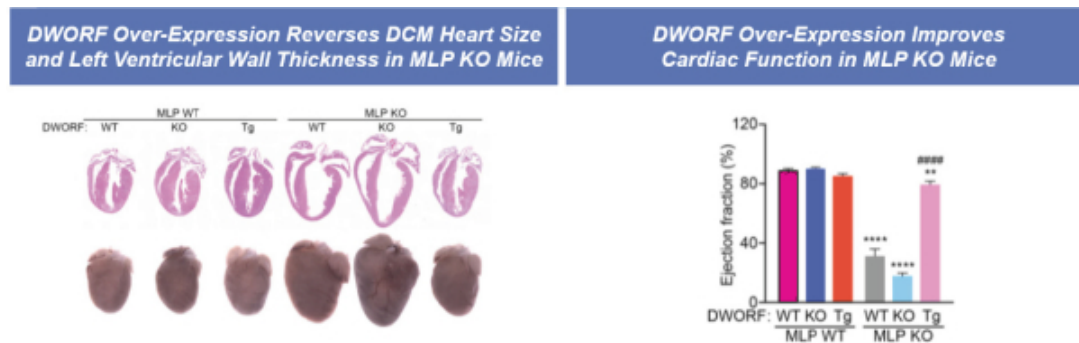 DWORF Over-Expression Reverses DCM Heart Size
and Left Ventricular Wall Thickness in MLP KO Mice
DWORF Over-Expression Improves
Cardiac Function in MLP KO Mice
MLP WT MLP KO
DWORF: WT KO Tg WT KO Tg
Ejection fraction (%)
120
80
40
0
****
****
####
**
DWORF: WT KO Tg WT KO Tg
MLP WT MLP KO